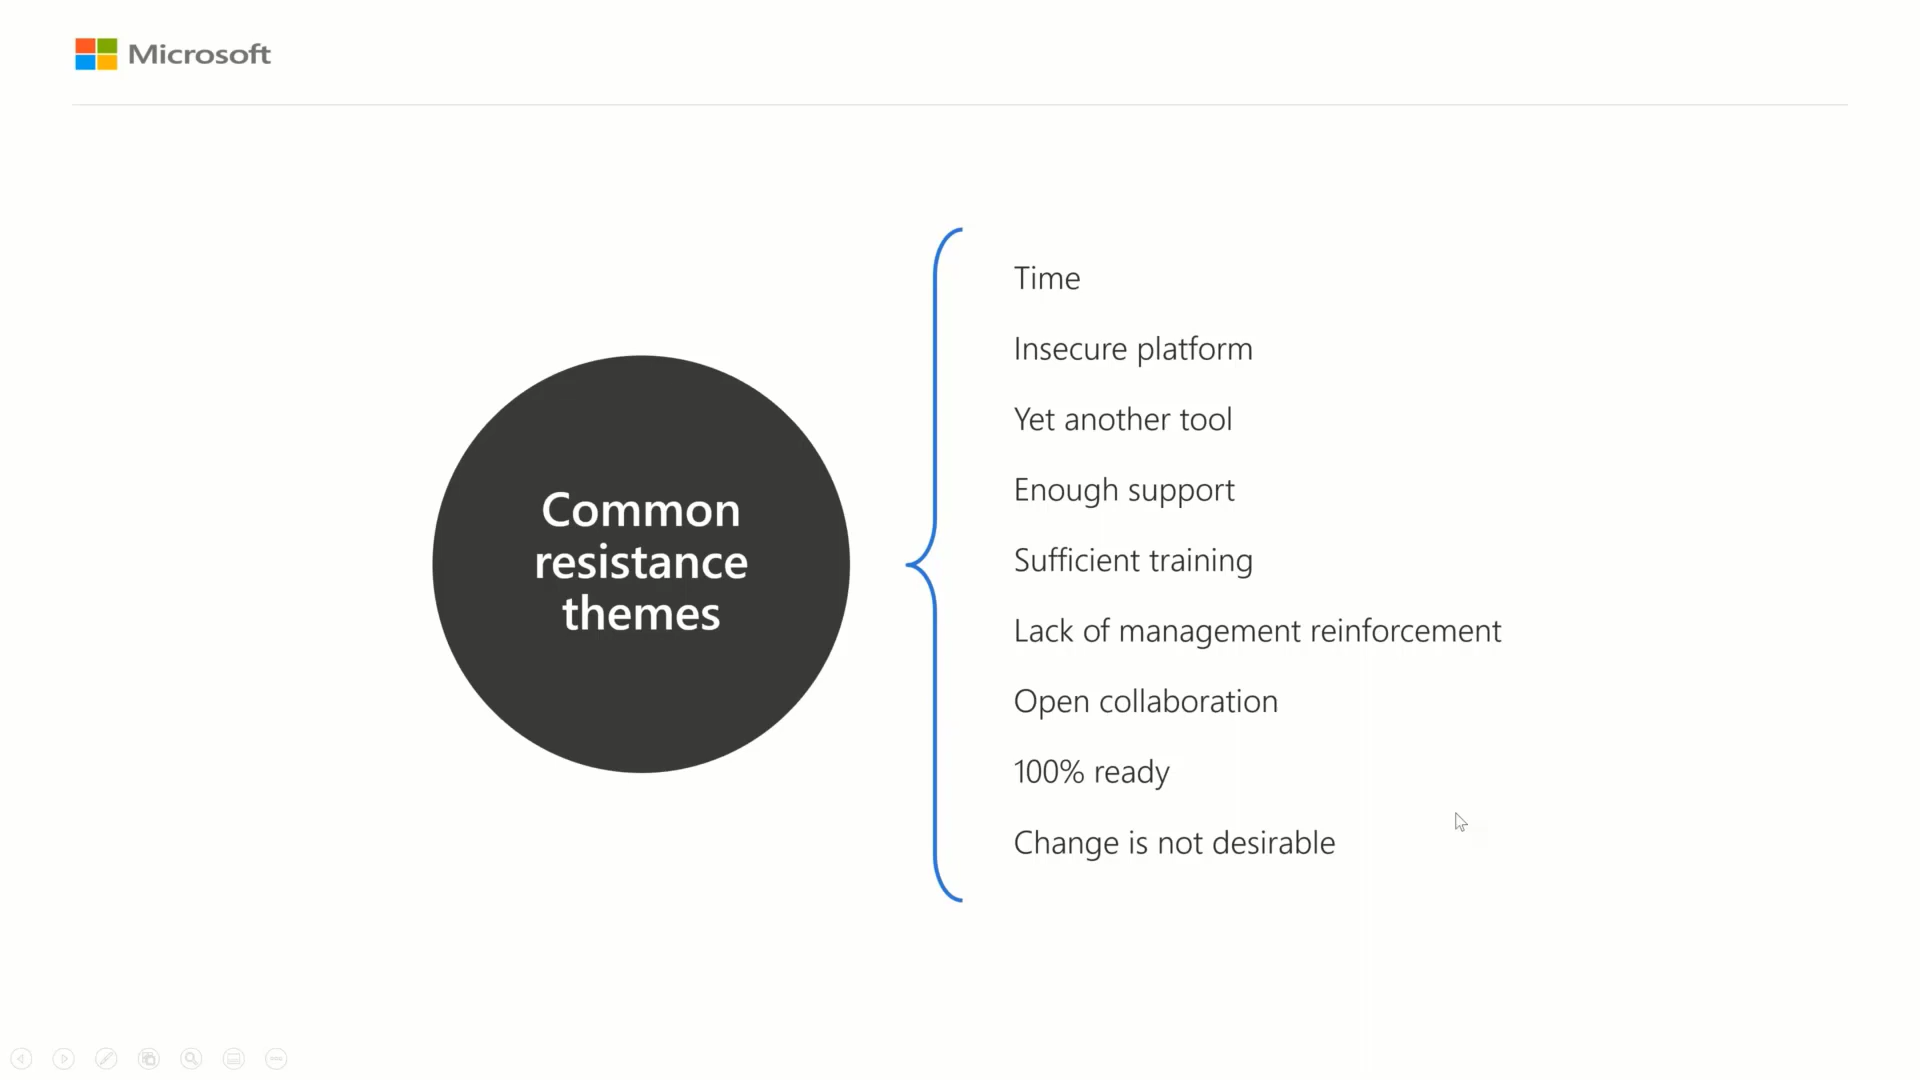 Microsoft
Common
resistance
themes
Time
Insecure platform
Yet another tool
Enough support
Sufficient training
Lack of management reinforcement
Open collaboration
100% ready
Change is not desirable